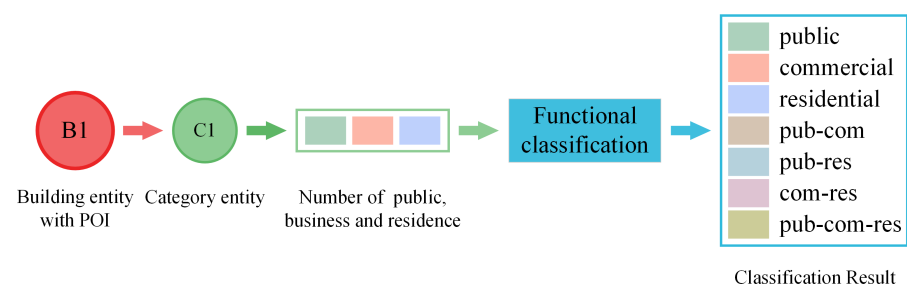 B1
Building entity
with POI
C1
Category entity
Number of public,
business and residence
Functional
classification
public
commercial
residential
pub-com
pub-res
com-res
pub-com-res
Classification Result